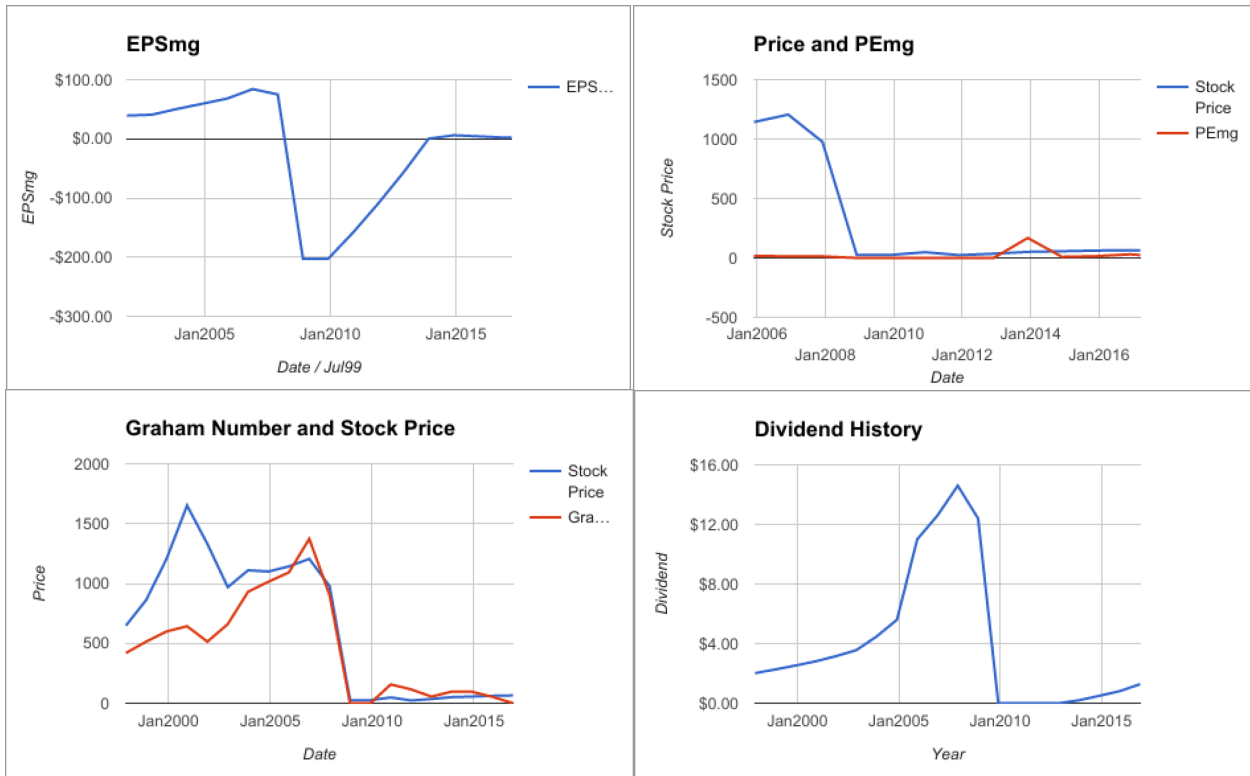 EPSmg
$100.00
$0.00
-$100.00
-$200.00
-$300.00
EPSmg
Jan2005 Jan2010 Jan2015
Date / Jul99
EPS…
Price and PEmg
1500
1000
500
0
-500
Stock Price
Jan2006 Jan2010 Jan2014
Jan2008 Jan2012 Jan2016
Date
Stock
Price
PEmg
Graham Number and Stock Price
2000
1500
1000
500
0
Price
Jan2000 Jan2005 Jan2010 Jan2015
Date
Stock
Price
Gra…
Dividend History
$16.00
$12.00
$8.00
$4.00
$0.00
Dividend
Jan2000 Jan2005 Jan2010 Jan2015
Year